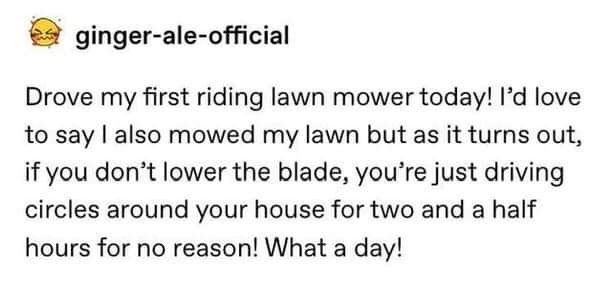 ginger-ale-official
Drove my first riding lawn mower today! I’d love
to say I also mowed my lawn but as it turns out,
if you don’t lower the blade, you’re just driving
circles around your house for two and a half
hours for no reason! What a day!